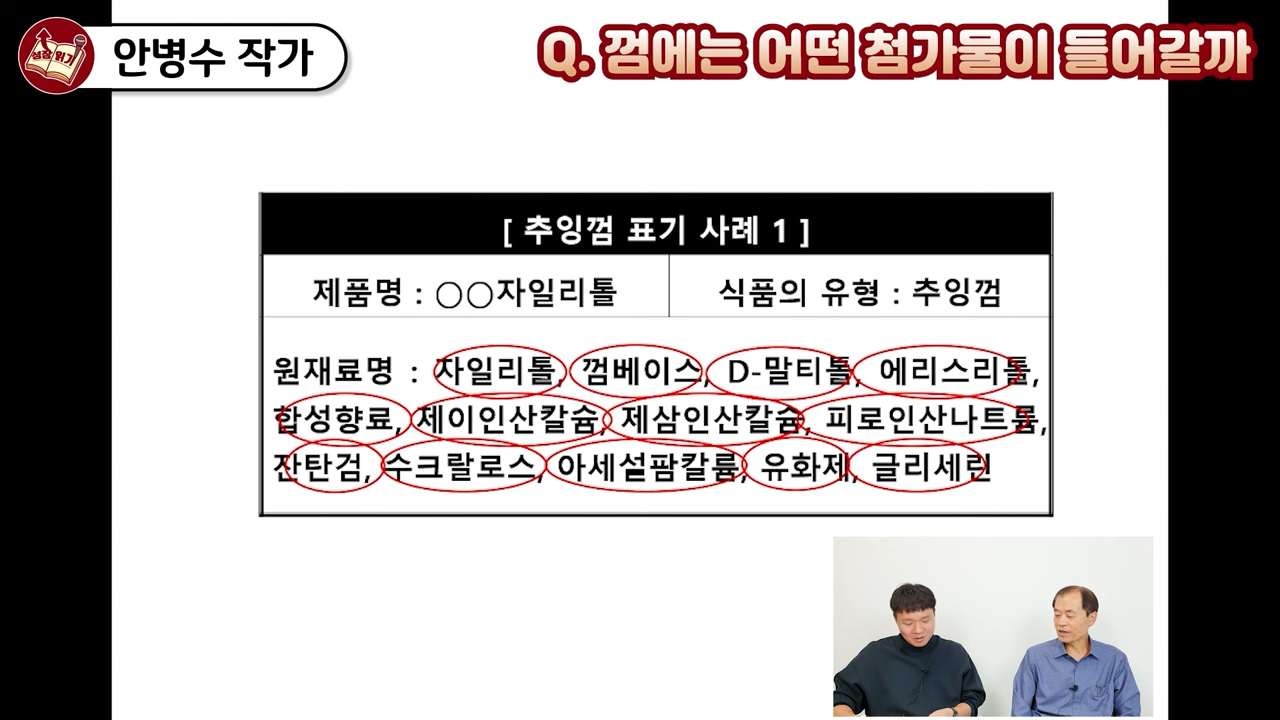 성장 읽기
안병수 작가
Q. 껌에는 어떤 첨가물이 들어갈까
[ 추잉껌 표기 사례 1 ]
제품명 : ○○자일리톨
식품의 유형 : 추잉껌
원재료명 : 자일리톨, 껌베이스, D-말티톨, 에리스리톨,
합성향료, 제이인산칼슘, 제삼인산칼슘, 피로인산나트륨,
잔탄검, 수크랄로스, 아세설팜칼륨, 유화제, 글리세린